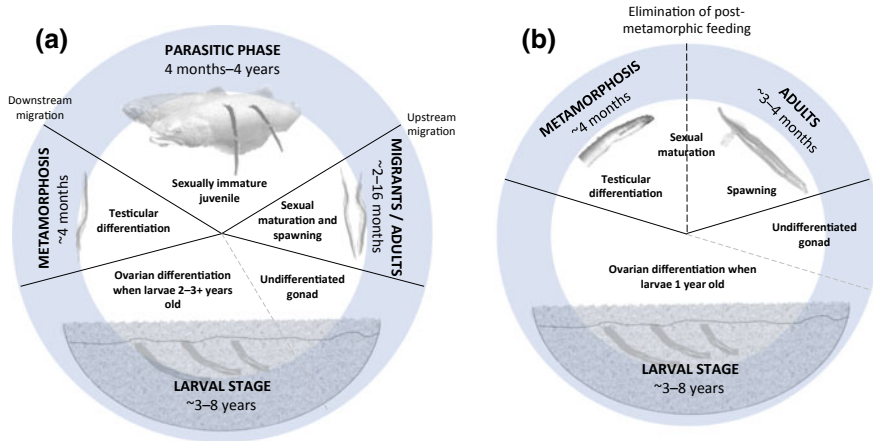 (a)
PARASITIC PHASE
4 months–4 years
Downstream
migration
Upstream
migration
METAMORPHOSIS
~4 months
MIGRANTS / ADULTS
~2–16 months
Sexually immature
juvenile
Testicular
differentiation
Sexual
maturation and
spawning
Ovarian differentiation
when larvae 2–3+ years
old
Undifferentiated
gonad
LARVAL STAGE
~3–8 years
(b)
Elimination of post-
metamorphic feeding
METAMORPHOSIS
~4 months
ADULTS
~3–4 months
Sexual
maturation
Testicular
differentiation
Spawning
Undifferentiated
gonad
Ovarian differentiation when
larvae 1 year old
LARVAL STAGE
~3–8 years